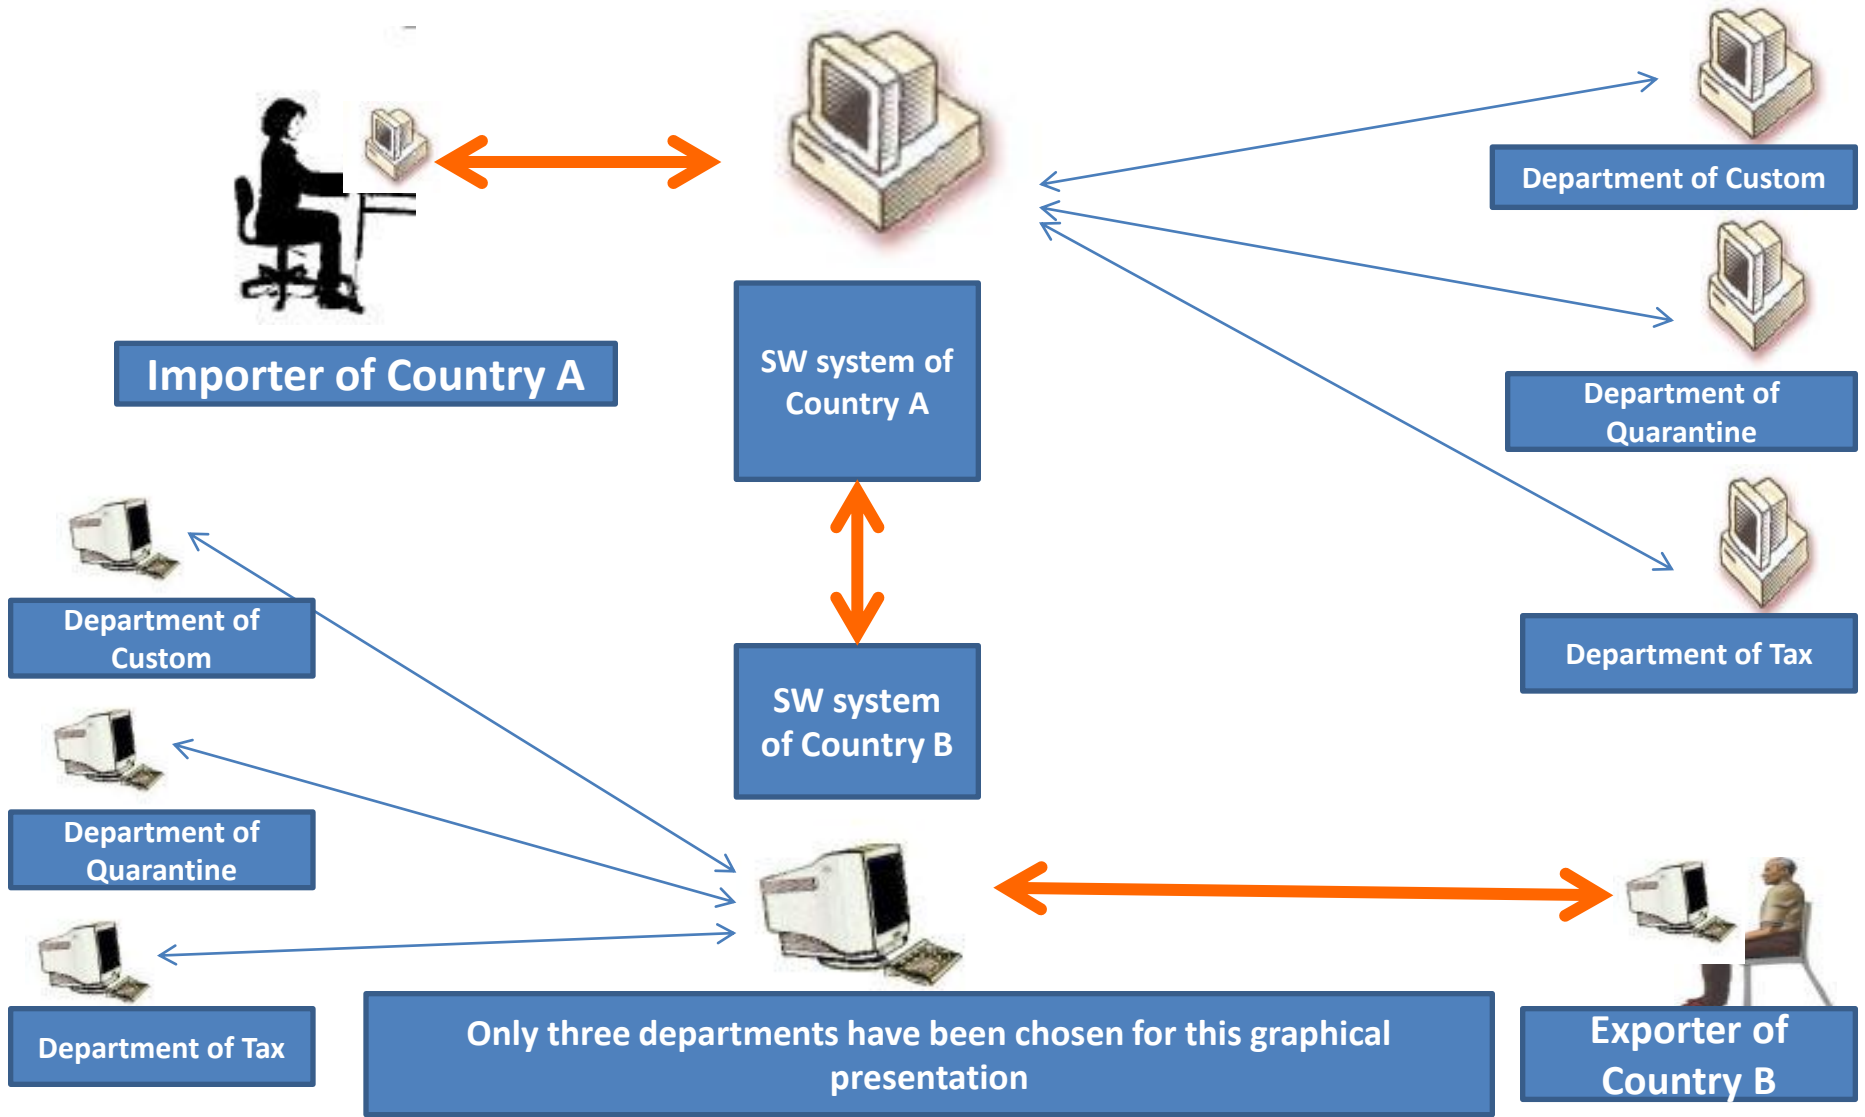 Department of Custom
Importer of Country A
SW system of
Country A
Department of
Quarantine
Department of Tax
Department of
Custom
SW system
of Country B
Department of
Quarantine
Department of Tax
Only three departments have been chosen for this graphical
presentation
Exporter of
Country B